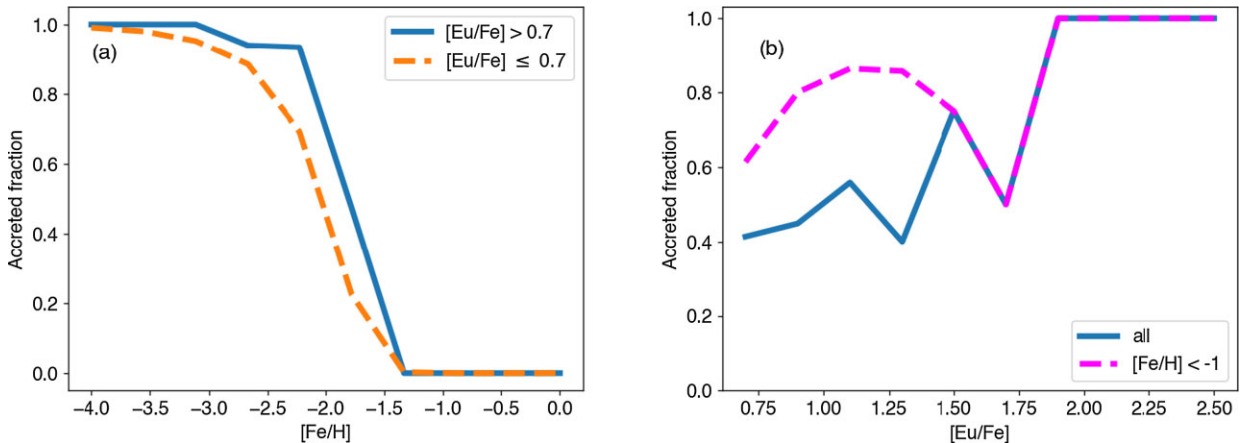 (a)
[Eu/Fe] > 0.7
[Eu/Fe] ≤ 0.7
Accreted fraction
1.0
0.8
0.6
0.4
0.2
0.0
−4.0 −3.5 −3.0 −2.5 −2.0 −1.5 −1.0 −0.5 0.0
[Fe/H]
(b)
Accreted fraction
1.0
0.8
0.6
0.4
0.2
0.0
all
[Fe/H] < -1
0.75 1.00 1.25 1.50 1.75 2.00 2.25 2.50
[Eu/Fe]